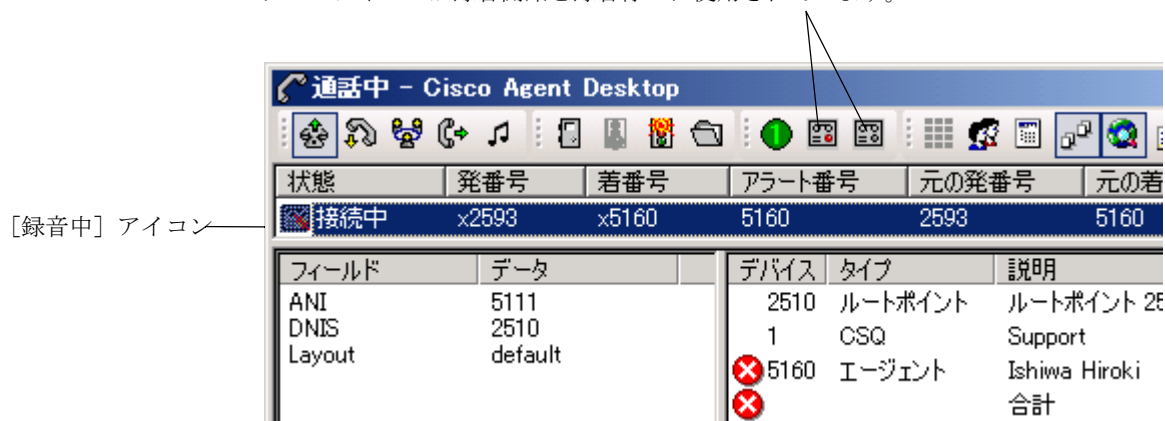 通話中 - Cisco Agent Desktop
状態 発番号 着番号 アラート番号 元の発番号 元の着
[録音中] アイコン
接続中 x2593 x5160 5160 2593 5160
フィールド データ
ANI 5111
DNIS 2510
Layout default
デバイス タイプ 説明
2510 ルートポイント ルートポイント 25
1 CSQ Support
5160 エージェント Ishiwa Hiroki
合計